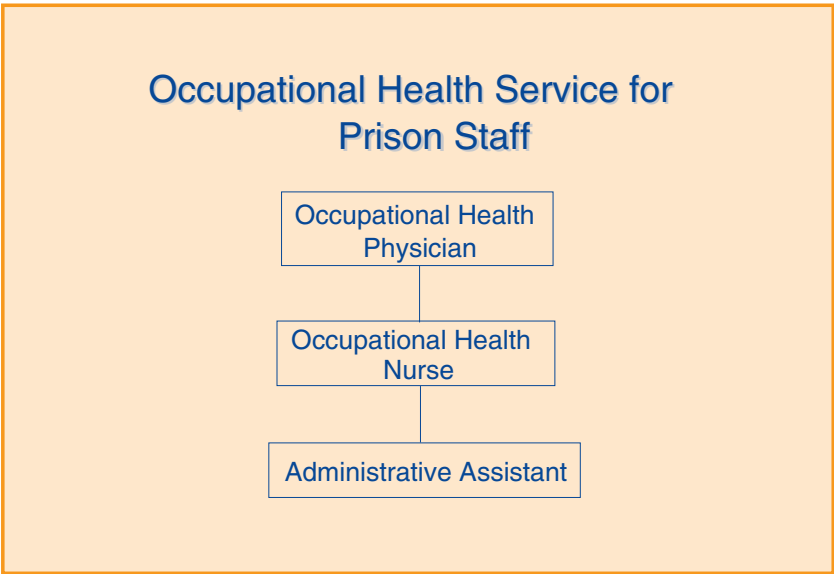 Occupational Health Service for
Prison Staff
Occupational Health
Physician
Occupational Health
Nurse
Administrative Assistant